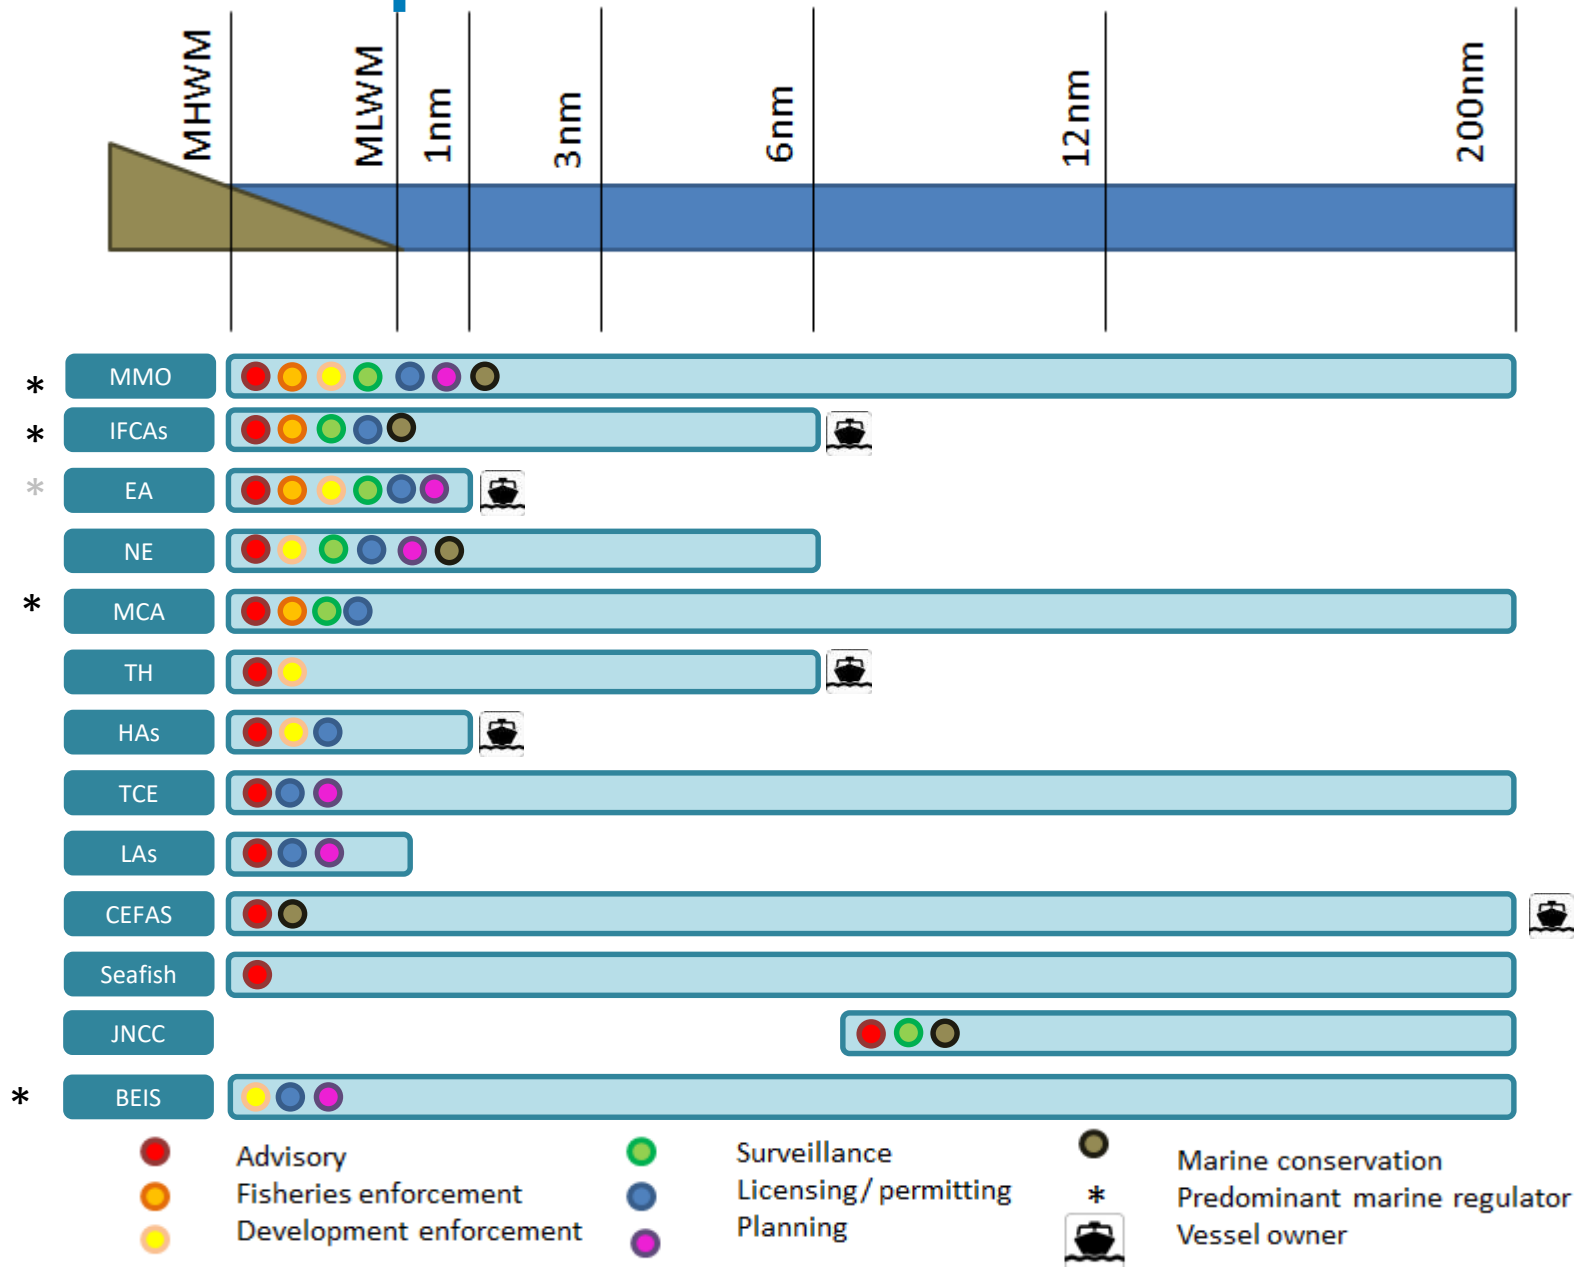 MHWM
MLWM
1nm
3nm
6nm
12nm
200nm
* MMO
* IFCAs
* EA
NE
* MCA
TH
HAs
TCE
LAs
CEFAS
Seafish
JNCC
* BEIS
Advisory
Fisheries enforcement
Development enforcement
Surveillance
Licensing/ permitting
Planning
Marine conservation
* Predominant marine regulator
Vessel owner